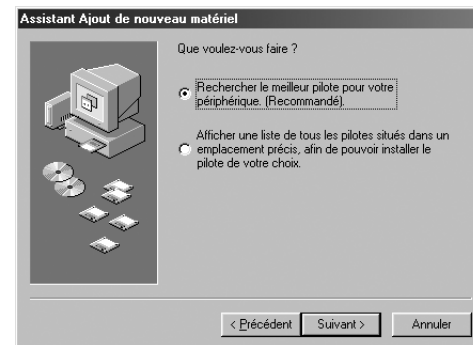 Assistant Ajout de nouveau matériel
Que voulez-vous faire ?
Rechercher le meilleur pilote pour votre
périphérique. (Recommandé).
Afficher une liste de tous les pilotes situés dans un
emplacement précis, afin de pouvoir installer le
pilote de votre choix.
< Précédent
Suivant >
Annuler